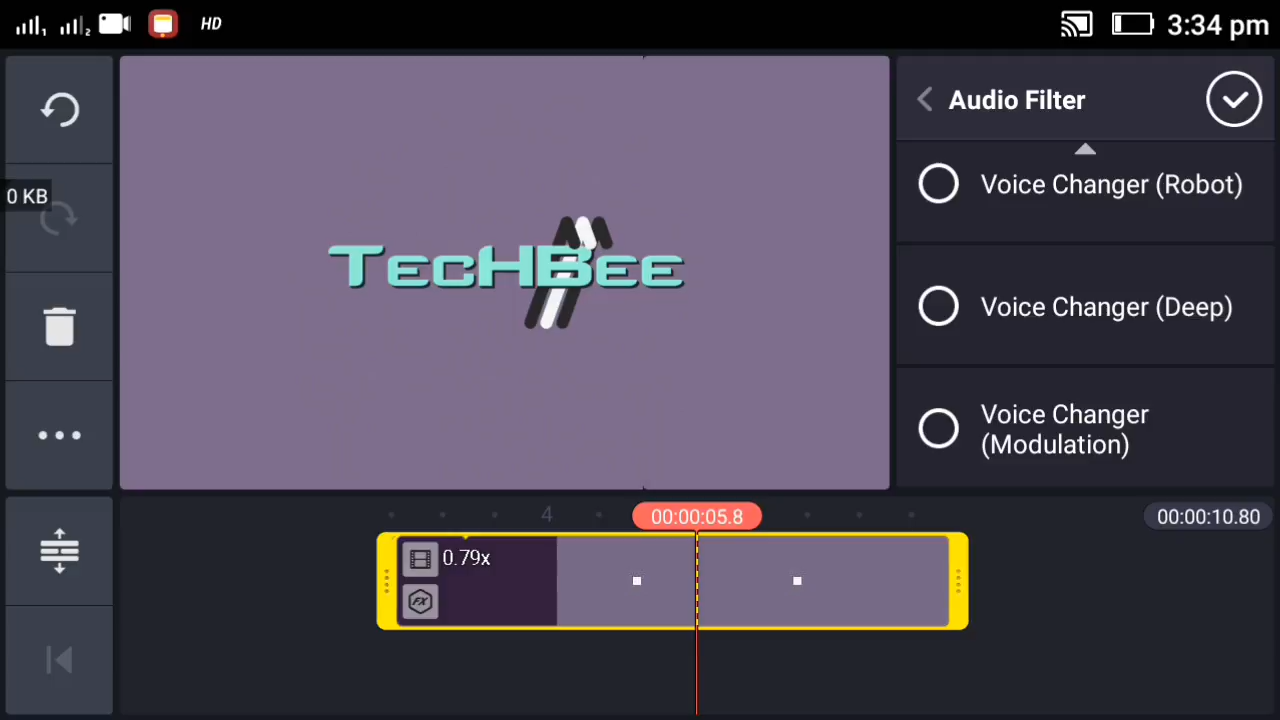 HD
3:34 pm
Audio Filter
0 KB
Voice Changer (Robot)
TecHBee
Voice Changer (Deep)
Voice Changer
(Modulation)
4
00:00:05.8
00:00:10.80
0.79x
FX